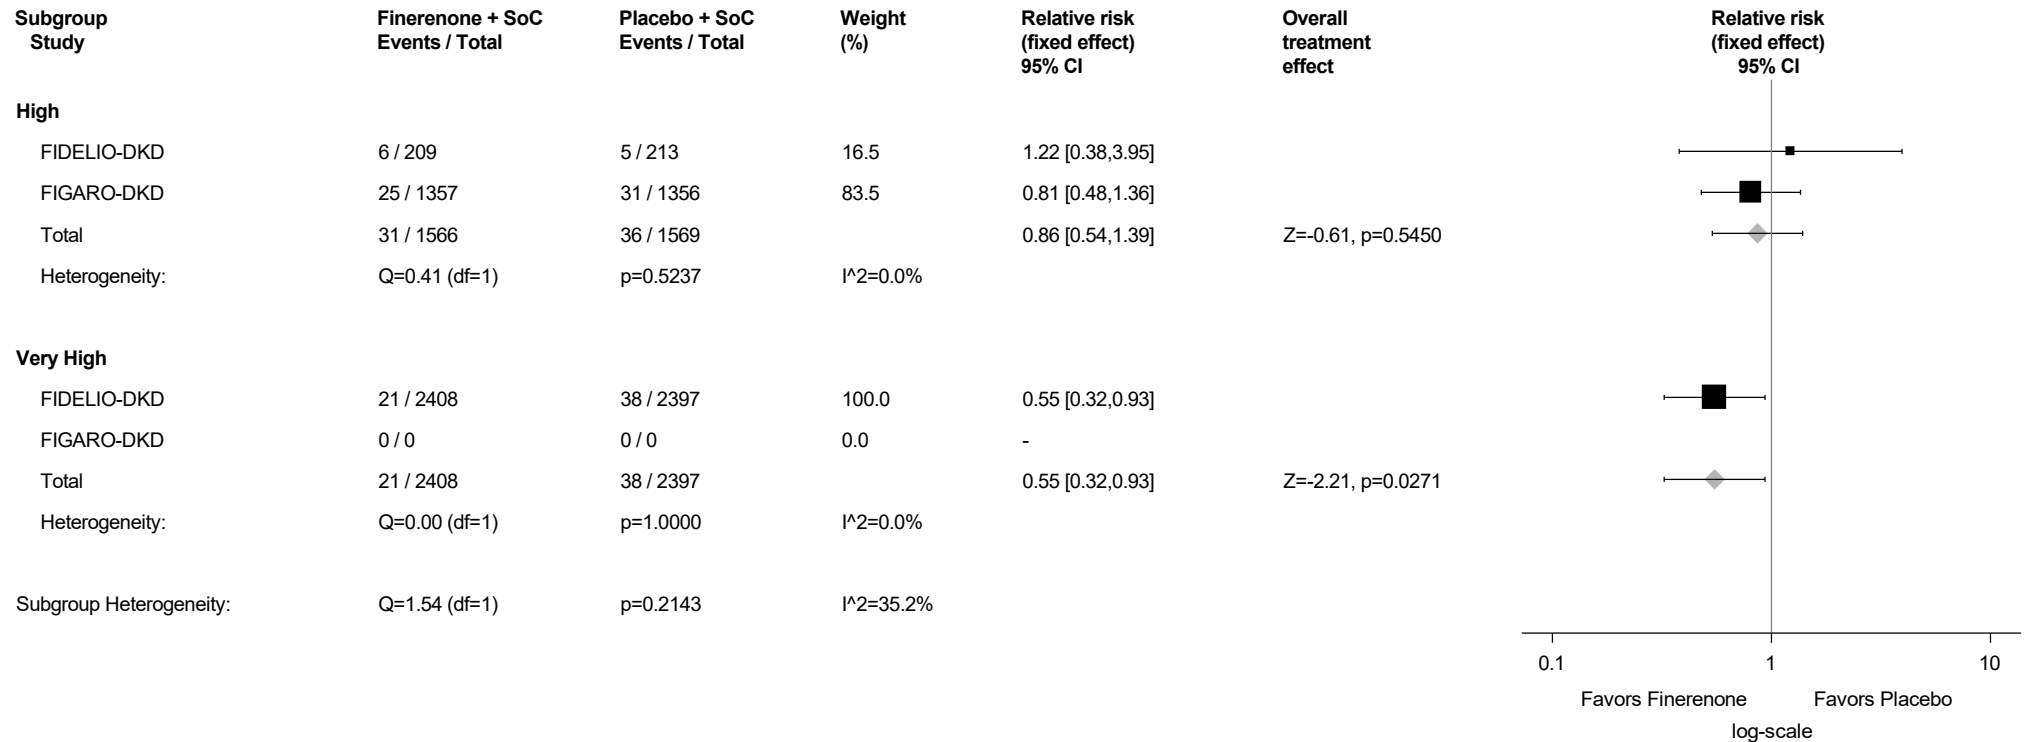 Subgroup Finerenone + SoC Placebo + SoC Weight Relative risk Overall Relative risk
Study Events / Total Events / Total (%) (fixed effect) treatment (fixed effect)
95% CI effect 95% CI
High
FIDELIO-DKD 6 / 209 5 / 213 16.5 1.22 [0.38,3.95]
FIGARO-DKD 25 / 1357 31 / 1356 83.5 0.81 [0.48,1.36]
Total 31 / 1566 36 / 1569 0.86 [0.54,1.39] Z=-0.61, p=0.5450
Heterogeneity: Q=0.41 (df=1) p=0.5237 I^2=0.0%
Very High
FIDELIO-DKD 21 / 2408 38 / 2397 100.0 0.55 [0.32,0.93]
FIGARO-DKD 0 / 0 0 / 0 0.0 -
Total 21 / 2408 38 / 2397 0.55 [0.32,0.93] Z=-2.21, p=0.0271
Heterogeneity: Q=0.00 (df=1) p=1.0000 I^2=0.0%
Subgroup Heterogeneity: Q=1.54 (df=1) p=0.2143 I^2=35.2%
0.1 1 10
Favors Finerenone Favors Placebo
log-scale